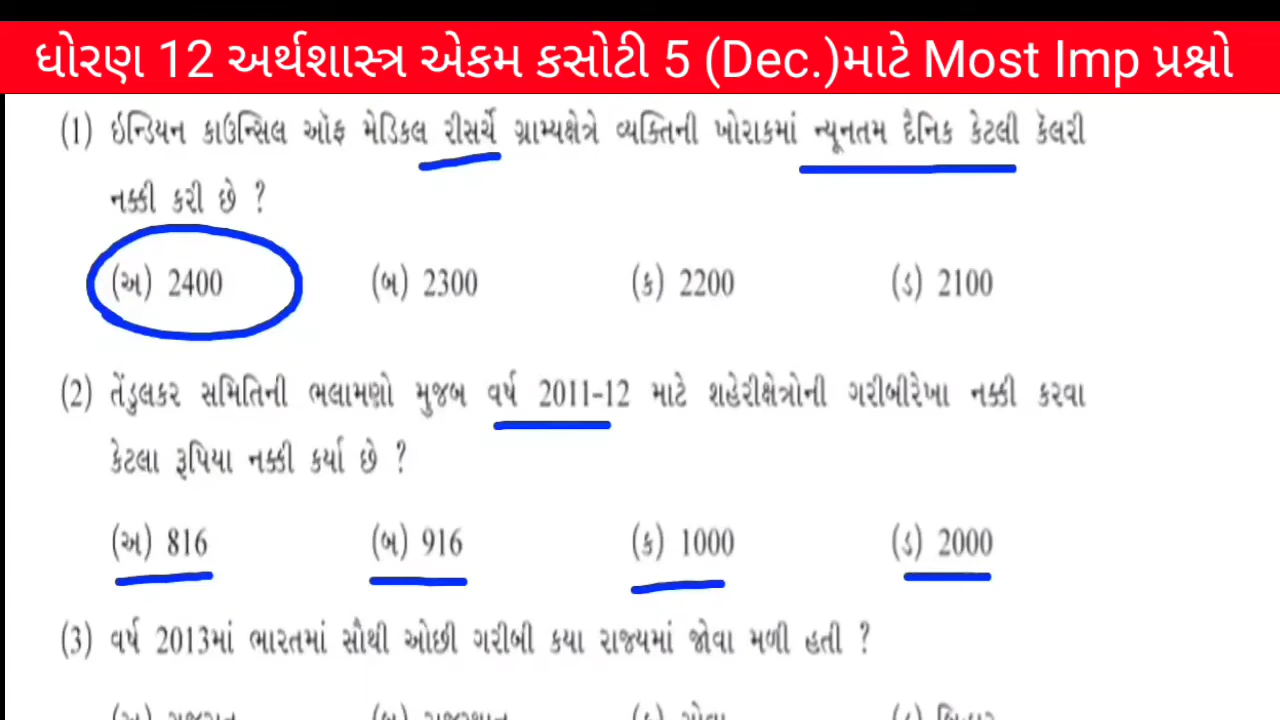 ધોરણ 12 અર્થશાસ્ત્ર એકમ કસોટી 5 (Dec.)માટે Most Imp પ્રશ્નો
(1) ઇન્ડિયન કાઉન્સિલ ઑફ મેડિકલ રીસર્ચે ગ્રામ્યક્ષેત્રે વ્યક્તિની ખોરાકમાં ન્યૂનતમ દૈનિક કેટલી કૅલરી
નક્કી કરી છે ?
(અ) 2400 (બ) 2300 (ક) 2200 (ડ) 2100
(2) તેંડુલકર સમિતિની ભલામણો મુજબ વર્ષ 2011-12 માટે શહેરીક્ષેત્રોની ગરીબીરેખા નક્કી કરવા
કેટલા રૂપિયા નક્કી કર્યા છે ?
(અ) 816 (બ) 916 (ક) 1000 (ડ) 2000
(3) વર્ષ 2013માં ભારતમાં સૌથી ઓછી ગરીબી કયા રાજ્યમાં જોવા મળી હતી ?